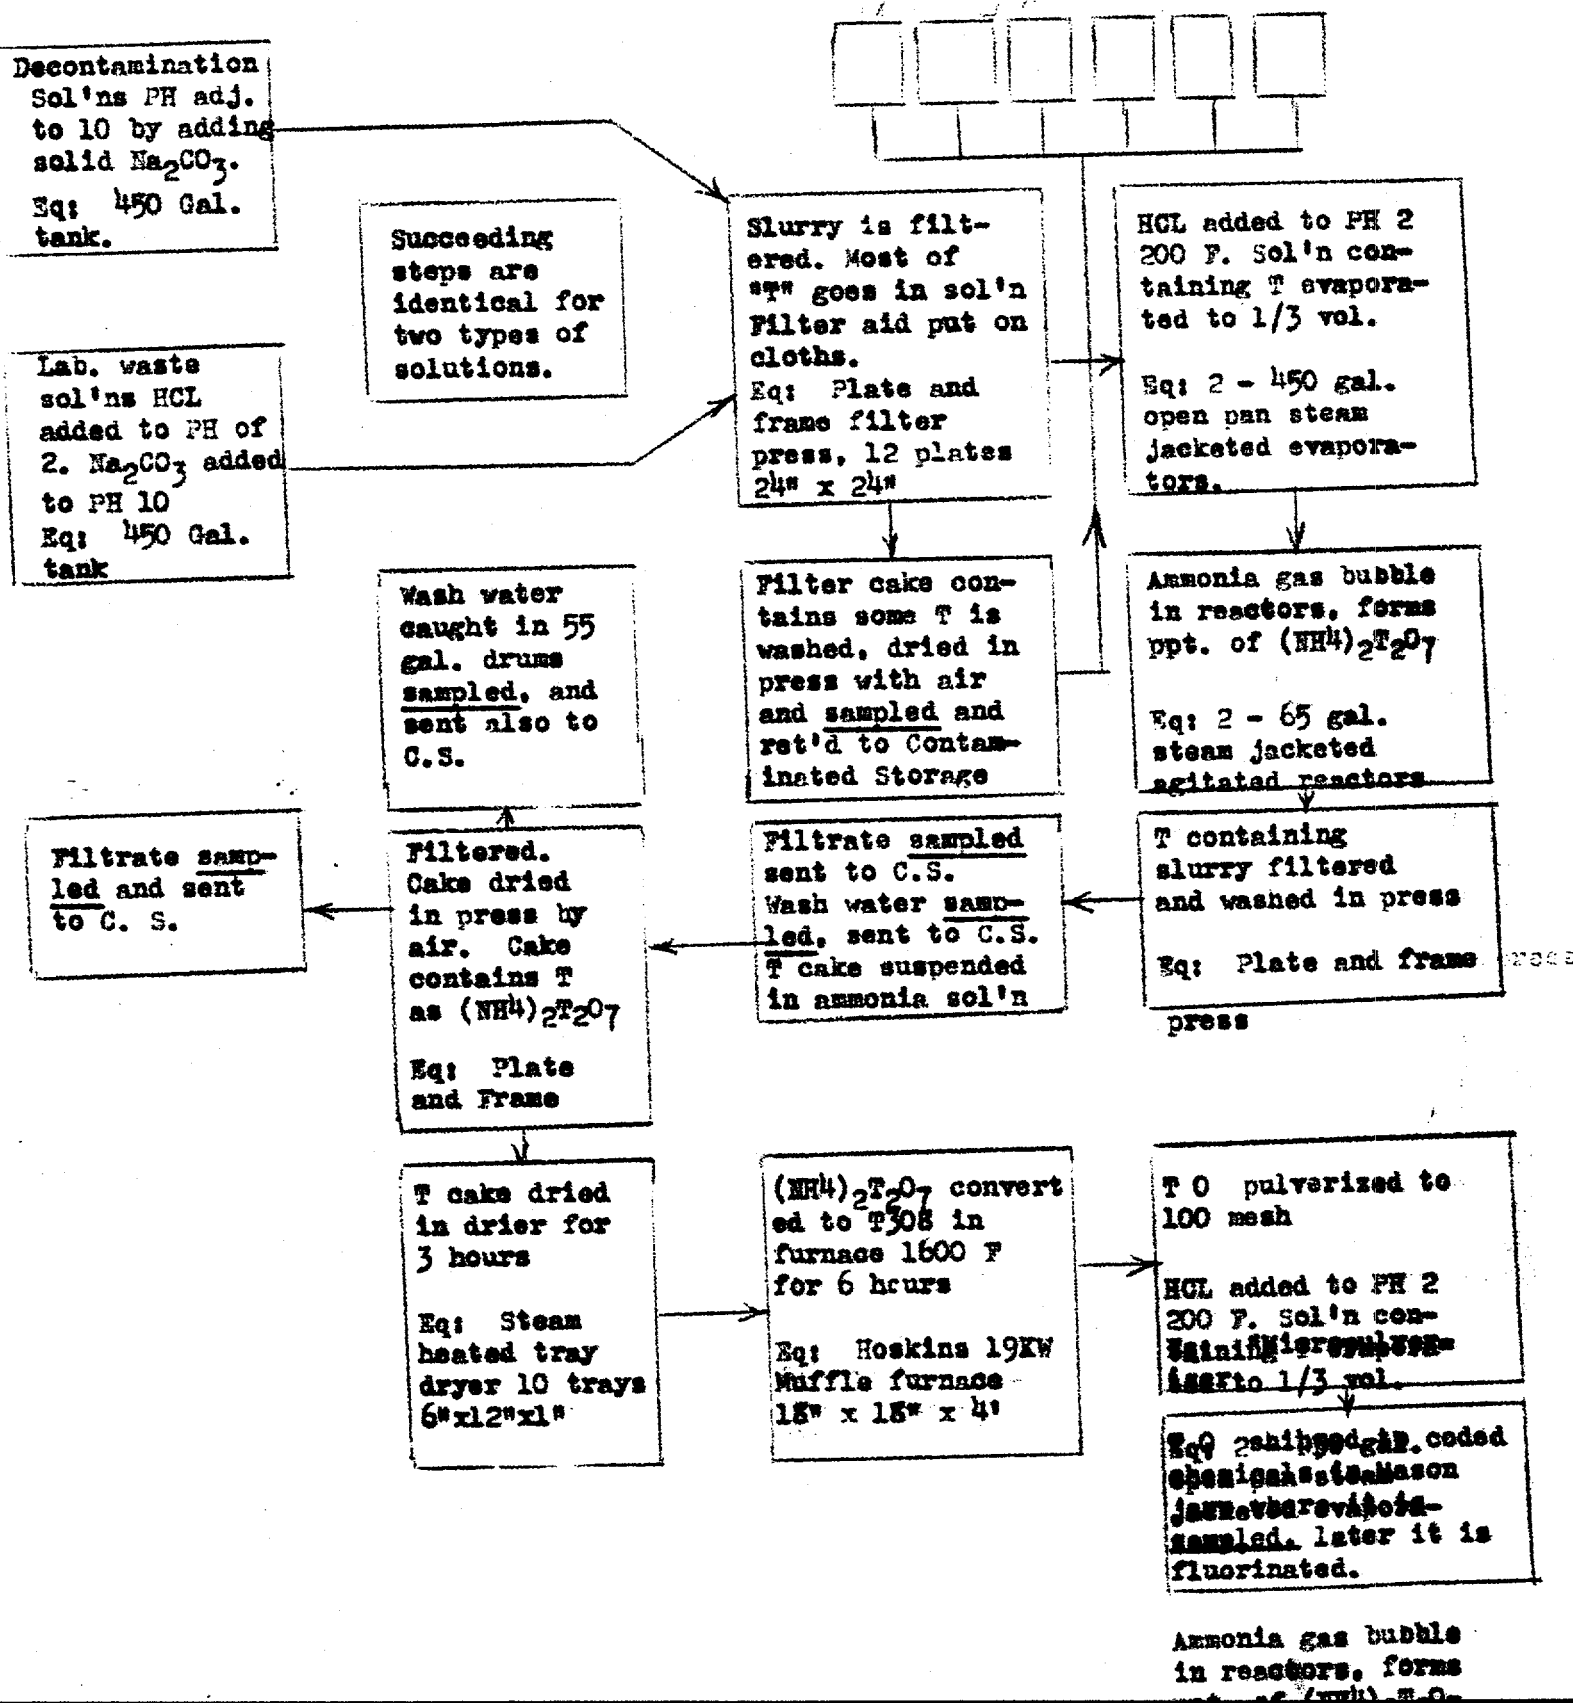 Decontamination
Sol'ns PH adj.
to 10 by adding
solid Na2CO3.
Eq: 450 Gal.
tank.
Lab. waste
sol'ns HCL
added to PH of
2. Na2CO3 added
to PH 10
Eq: 450 Gal.
tank
Succeeding
steps are
identical for
two types of
solutions.
Slurry is filt-
ered. Most of
"T" goes in sol'n
Filter aid put on
cloths.
Eq: Plate and
frame filter
press, 12 plates
24" x 24"
HCL added to PH 2
200 F. Sol'n con-
taining T evapora-
ted to 1/3 vol.
Eq: 2 - 450 gal.
open pan steam
jacketed evapora-
tors.
Wash water
caught in 55
gal. drums
sampled, and
sent also to
C.S.
Filter cake con-
tains some T is
washed, dried in
press with air
and sampled and
ret'd to Contam-
inated Storage
Ammonia gas bubble
in reactors, forms
ppt. of (NH4)2T2O7
Eq: 2 - 65 gal.
steam jacketed
agitated reactors
Filtrate samp-
led and sent
to C. S.
Filtered.
Cake dried
in press by
air. Cake
contains T
as (NH4)2T2O7
Eq: Plate
and Frame
Filtrate sampled
sent to C.S.
Wash water samp-
led, sent to C.S.
T cake suspended
in ammonia sol'n
T containing
slurry filtered
and washed in press
Eq: Plate and frame
press
T cake dried
in drier for
3 hours
Eq: Steam
heated tray
dryer 10 trays
6"x12"x1"
(NH4)2T2O7 convert
ed to T3O8 in
furnace 1600 F
for 6 hours
Eq: Hoskins 19KW
Muffle furnace
18" x 18" x 4'
T O pulverized to
100 mesh
HCL added to PH 2
200 F. Sol'n con-
to 1/3 vol.
coded
Mason
sampled, later it is
fluorinated.
Ammonia gas bubble
in reactors, forms